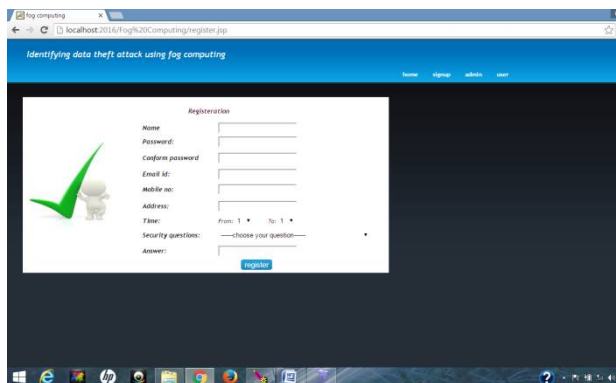 fog computing
localhost:2016/Fog%20Computing/register.jsp
Identifying data theft attack using fog computing
home signup admin user
Registeration
Name
Password:
Conform password
Email id:
Mobile no:
Address:
Time: From: 1 To: 1
Security questions: -----choose your question-----
Answer:
register
hp